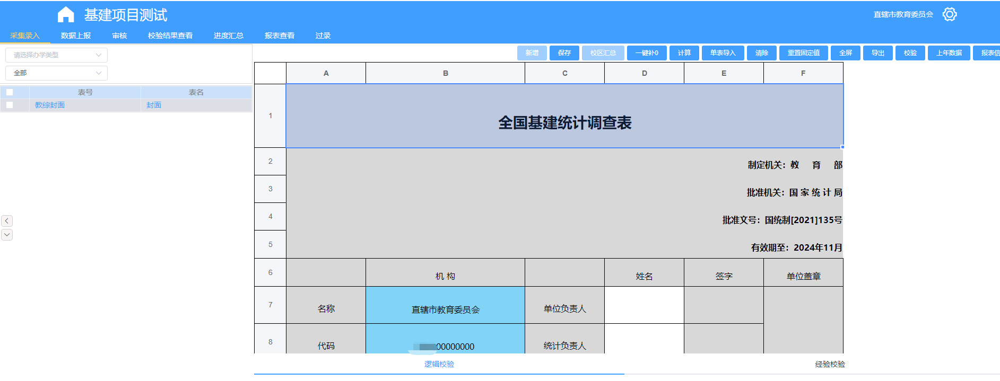 基建项目测试
直辖市教育委员会
采集录入 数据上报 审核 校验结果查看 进度汇总 报表查看 过录
请选择办学类型
全部
新增 保存 校区汇总 一键补0 计算 单表导入 清除 重置固定值 全屏 导出 校验 上年数据 报表信
表号 表名
教综封面 封面
A B C D E F
1 全国基建统计调查表
2 制定机关：教 育 部
3 批准机关：国 家 统 计 局
4 批准文号：国统制[2021]135号
5 有效期至：2024年11月
6 机 构 姓名 签字 单位盖章
7 名称 直辖市教育委员会 单位负责人
8 代码 00000000 统计负责人
逻辑校验 经验校验